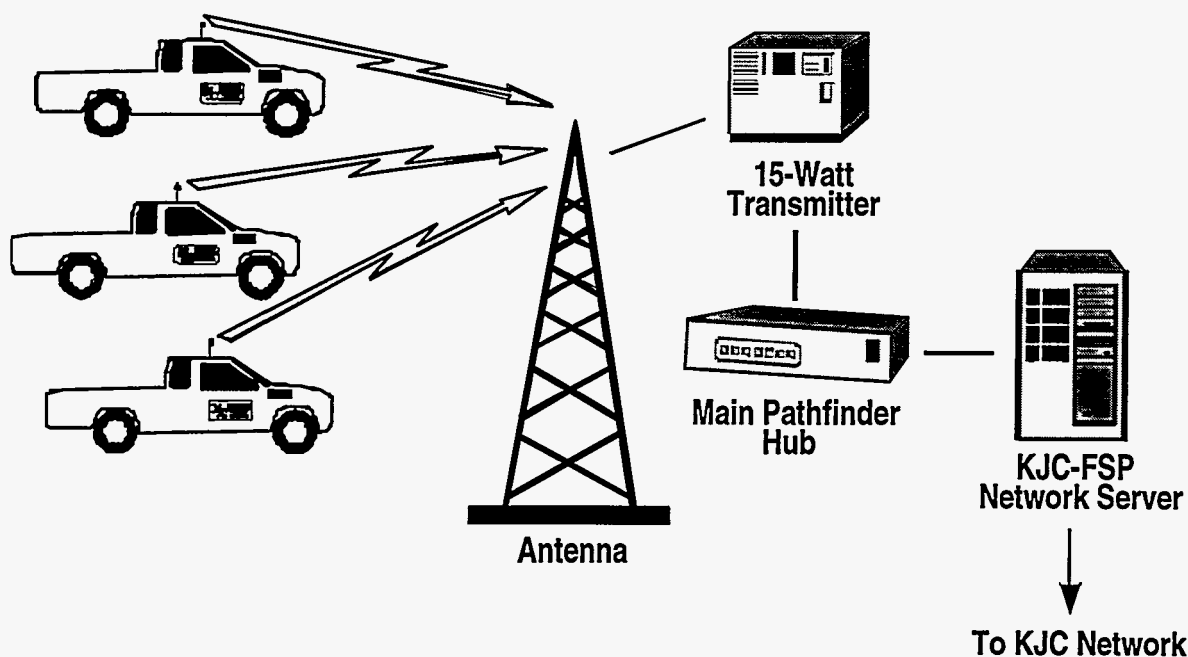 15-Watt
Transmitter
Main Pathfinder
Hub
KJC-FSP
Network Server
Antenna
To KJC Network